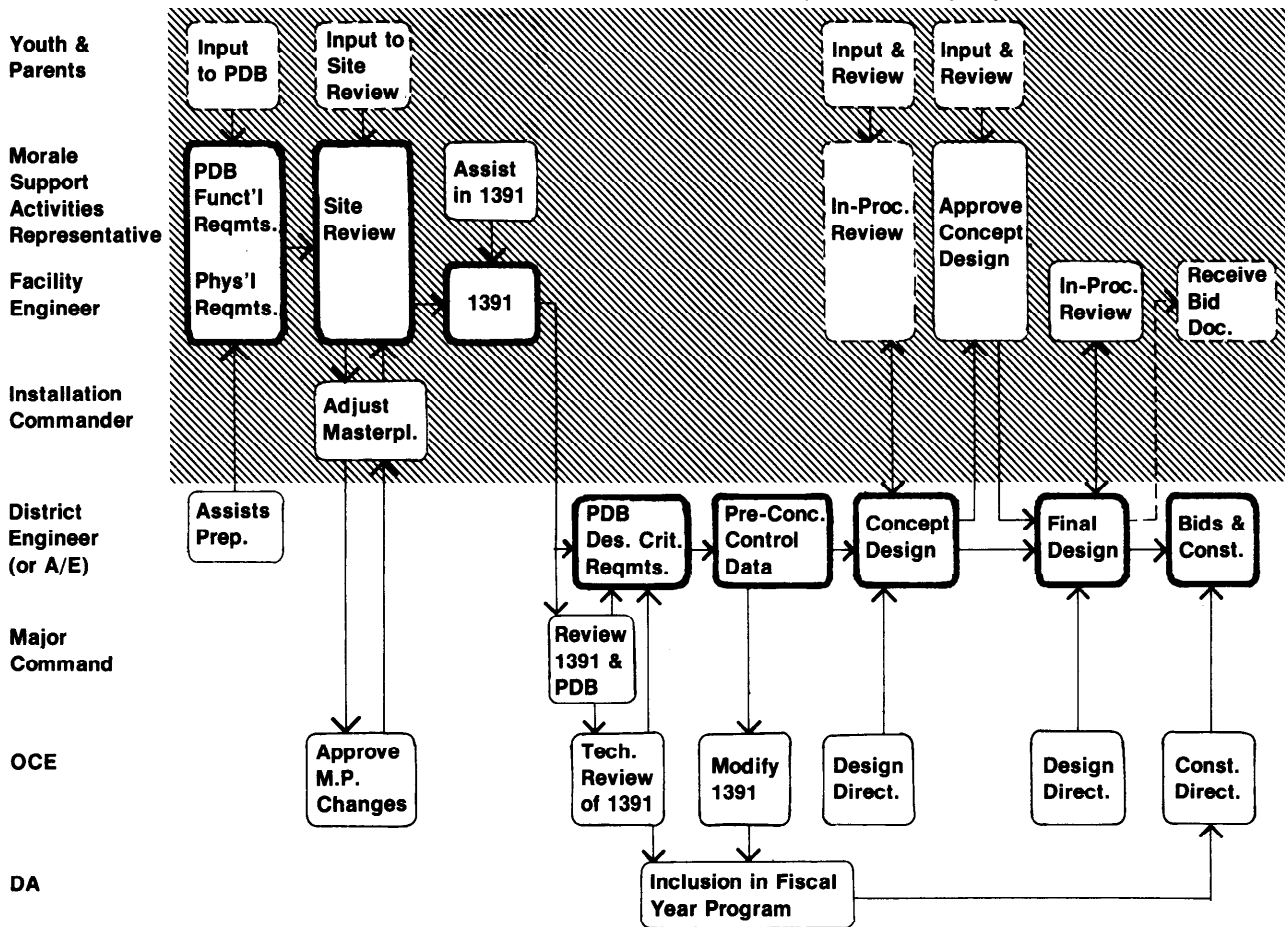 Youth &
Parents
Input
to PDB
Input to
Site
Review
Input &
Review
Input &
Review
Morale
Support
Activities
Representative
PDB
Funct'l
Reqmts.
Phys'l
Reqmts.
Site
Review
Assist
in 1391
In-Proc.
Review
Approve
Concept
Design
Facility
Engineer
1391
In-Proc.
Review
Receive
Bid
Doc.
Installation
Commander
Adjust
Masterpl.
District
Engineer
(or A/E)
Assists
Prep.
PDB
Des. Crit.
Reqmts.
Pre-Conc.
Control
Data
Concept
Design
Final
Design
Bids &
Const.
Major
Command
Review
1391 &
PDB
OCE
Approve
M.P.
Changes
Tech.
Review
of 1391
Modify
1391
Design
Direct.
Design
Direct.
Const.
Direct.
DA
Inclusion in Fiscal
Year Program